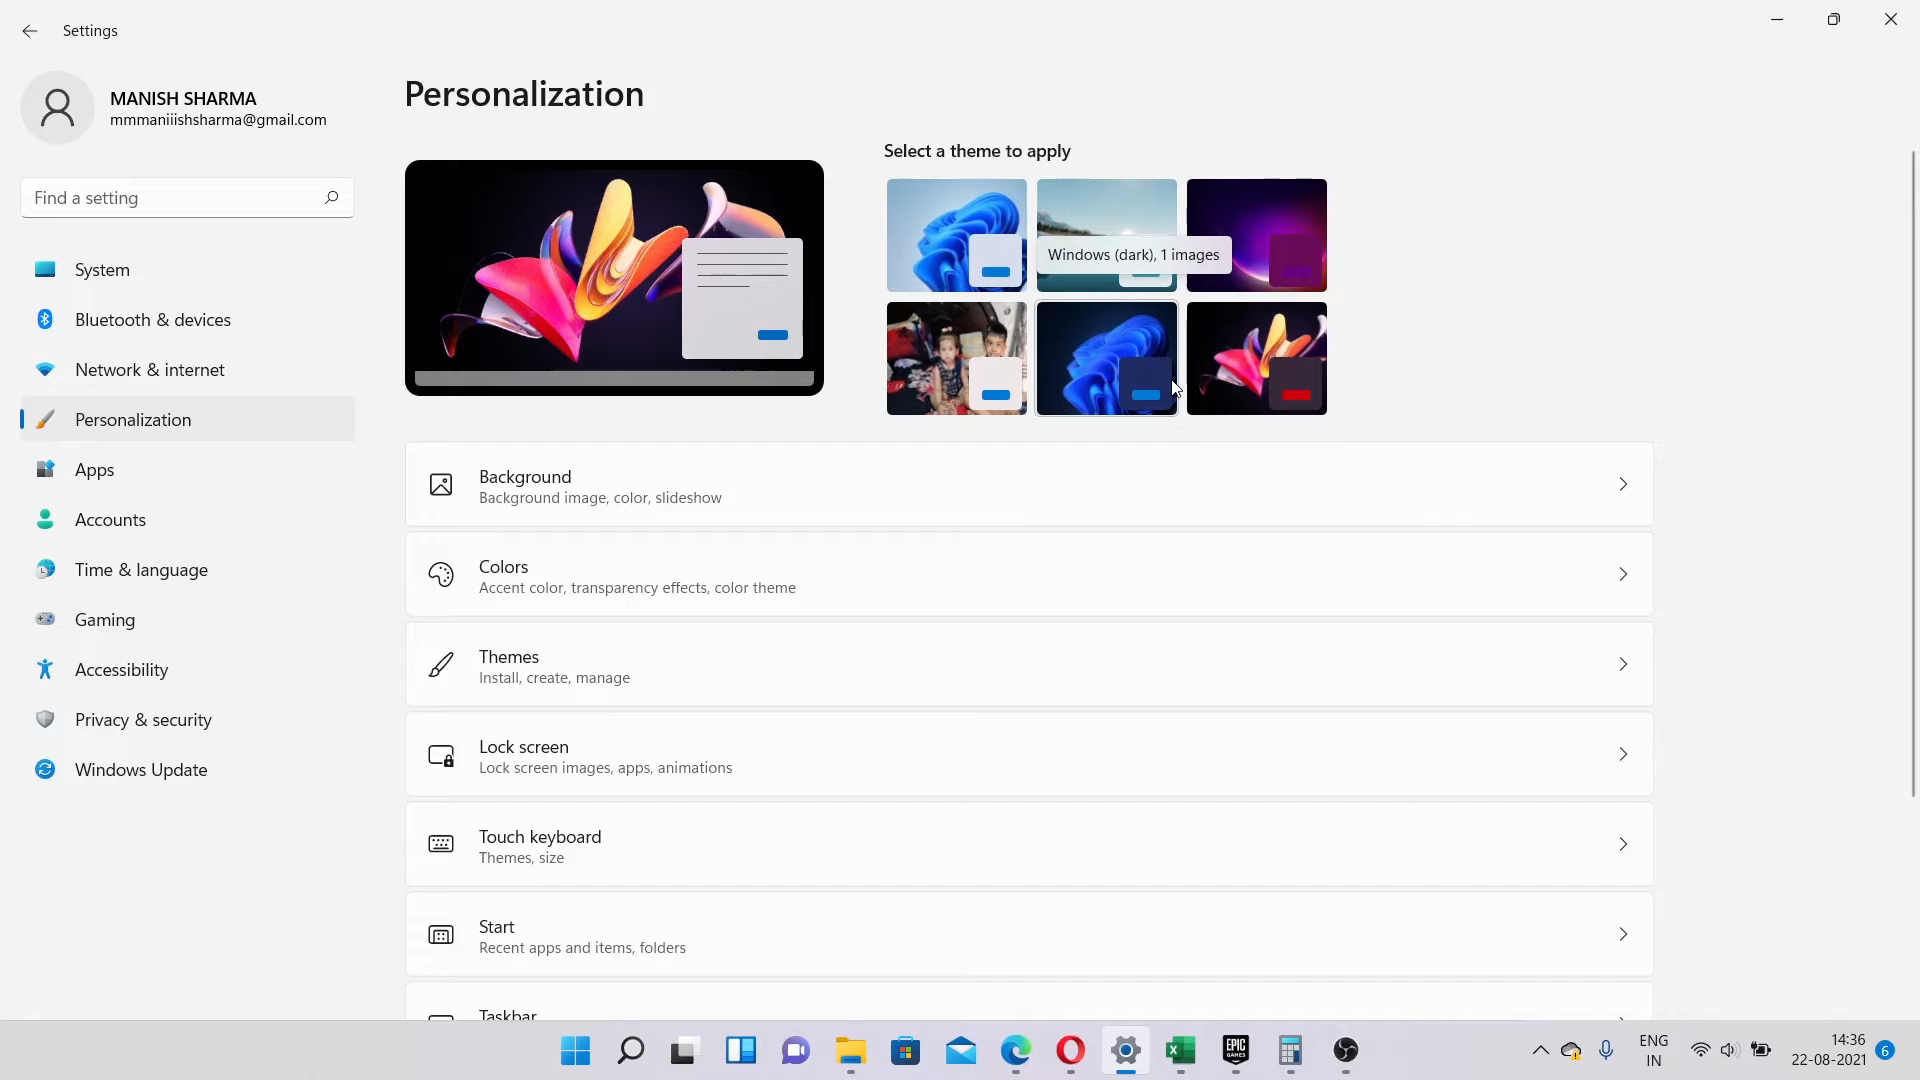 Settings
MANISH SHARMA
mmmaniiishsharma@gmail.com
Find a setting
System
Bluetooth & devices
Network & internet
Personalization
Apps
Accounts
Time & language
Gaming
Accessibility
Privacy & security
Windows Update
Personalization
Select a theme to apply
Windows (dark), 1 images
Background
Background image, color, slideshow
Colors
Accent color, transparency effects, color theme
Themes
Install, create, manage
Lock screen
Lock screen images, apps, animations
Touch keyboard
Themes, size
Start
Recent apps and items, folders
Taskbar
EPIC
GAMES
ENG
IN
14:36
22-08-2021
6